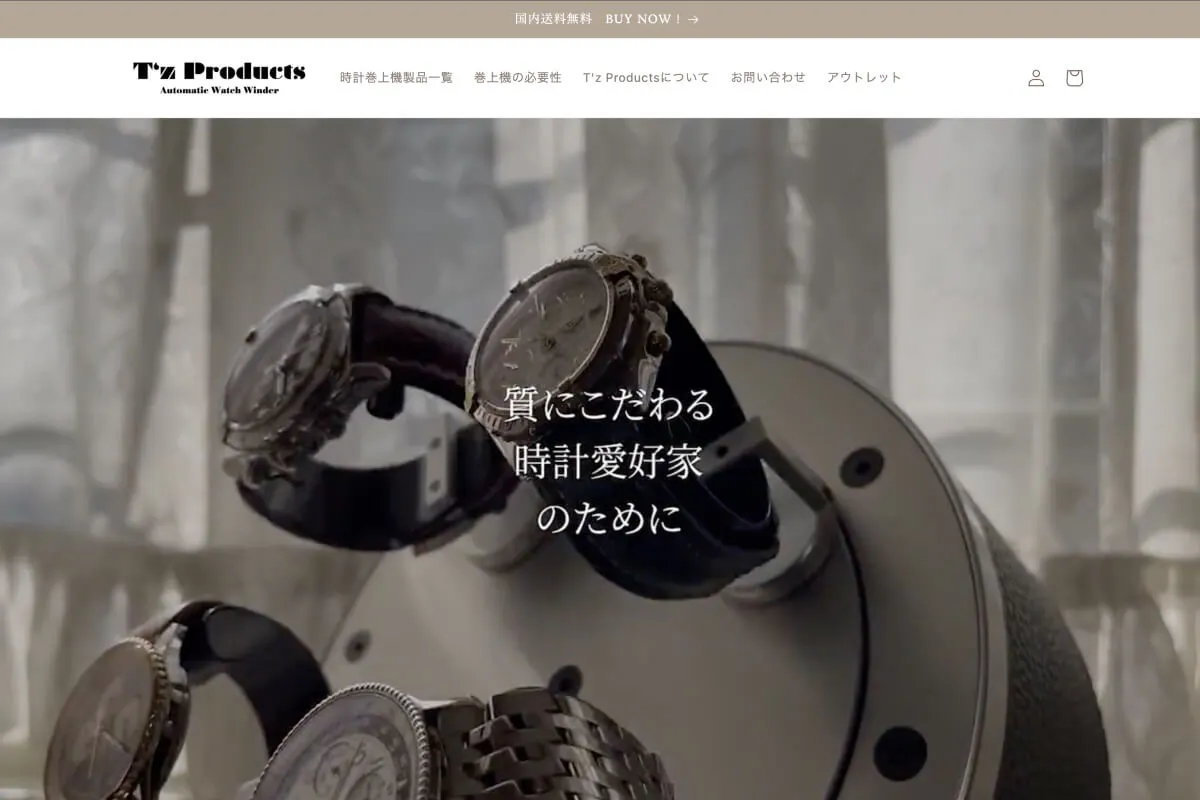 国内送料無料 BUY NOW ! →
T'z Products
Automatic Watch Winder
時計巻上機製品一覧 巻上機の必要性 T'z Productsについて お問い合わせ アウトレット
質にこだわる
時計愛好家
のために